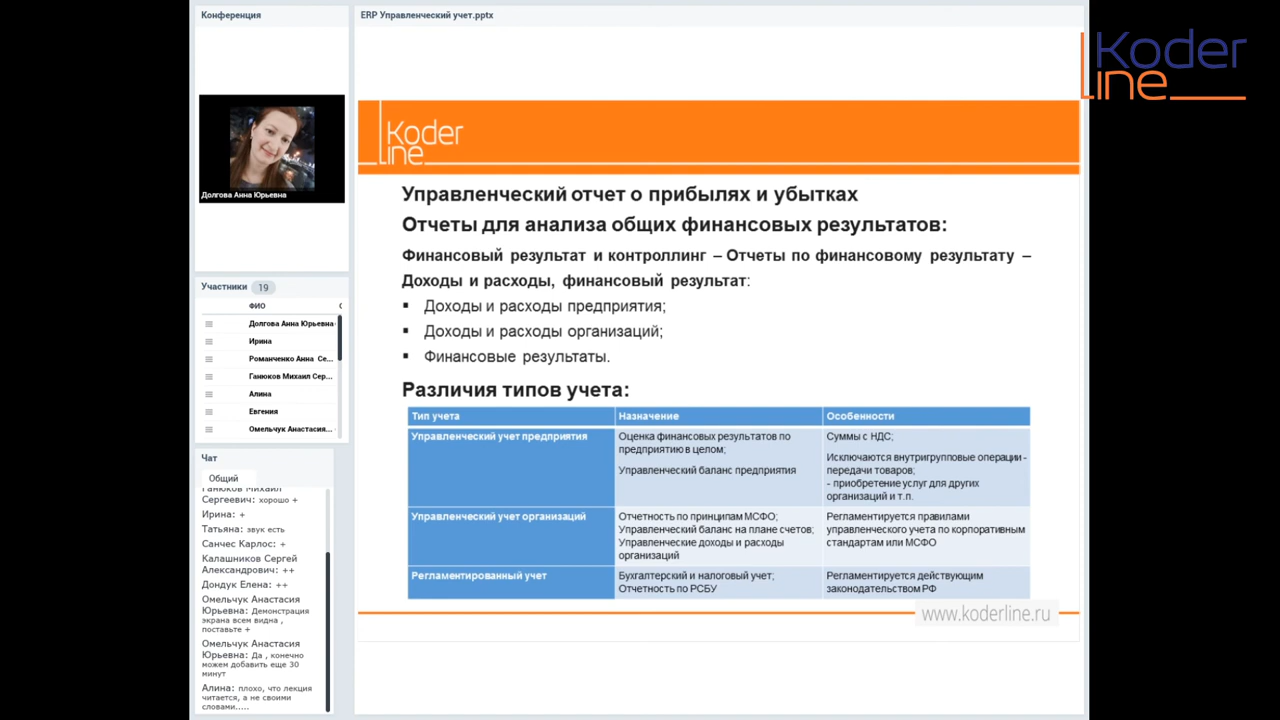 Конференция
ERP Управленческий учет.pptx
Koder
line
Долгова Анна Юрьевна
Участники 19
ФИО
Долгова Анна Юрьевна
Ирина
Романченко Анна Се...
Ганюков Михаил Сер...
Алина
Евгения
Омельчук Анастасия...
Чат
Общий
Ганюков Михаил
Сергеевич: хорошо +
Ирина: +
Татьяна: звук есть
Санчес Карлос: +
Калашников Сергей
Александрович: ++
Дондук Елена: ++
Омельчук Анастасия
Юрьевна: Демонстрация
экрана всем видна ,
поставьте +
Омельчук Анастасия
Юрьевна: Да , конечно
можем добавить еще 30
минут
Алина: плохо, что лекция
читается, а не своими
словами.....
Koder
line
Управленческий отчет о прибылях и убытках
Отчеты для анализа общих финансовых результатов:
Финансовый результат и контроллинг – Отчеты по финансовому результату –
Доходы и расходы, финансовый результат:
▪ Доходы и расходы предприятия;
▪ Доходы и расходы организаций;
▪ Финансовые результаты.
Различия типов учета:
Тип учета Назначение Особенности
Управленческий учет предприятия
Оценка финансовых результатов по
предприятию в целом;
Управленческий баланс предприятия
Суммы с НДС;
Исключаются внутригрупповые операции -
передачи товаров;
- приобретение услуг для других
организаций и т.п.
Управленческий учет организаций
Отчетность по принципам МСФО;
Управленческий баланс на плане счетов;
Управленческие доходы и расходы
организаций
Регламентируется правилами
управленческого учета по корпоративным
стандартам или МСФО
Регламентированный учет
Бухгалтерский и налоговый учет;
Отчетность по РСБУ
Регламентируется действующим
законодательством РФ
www.koderline.ru